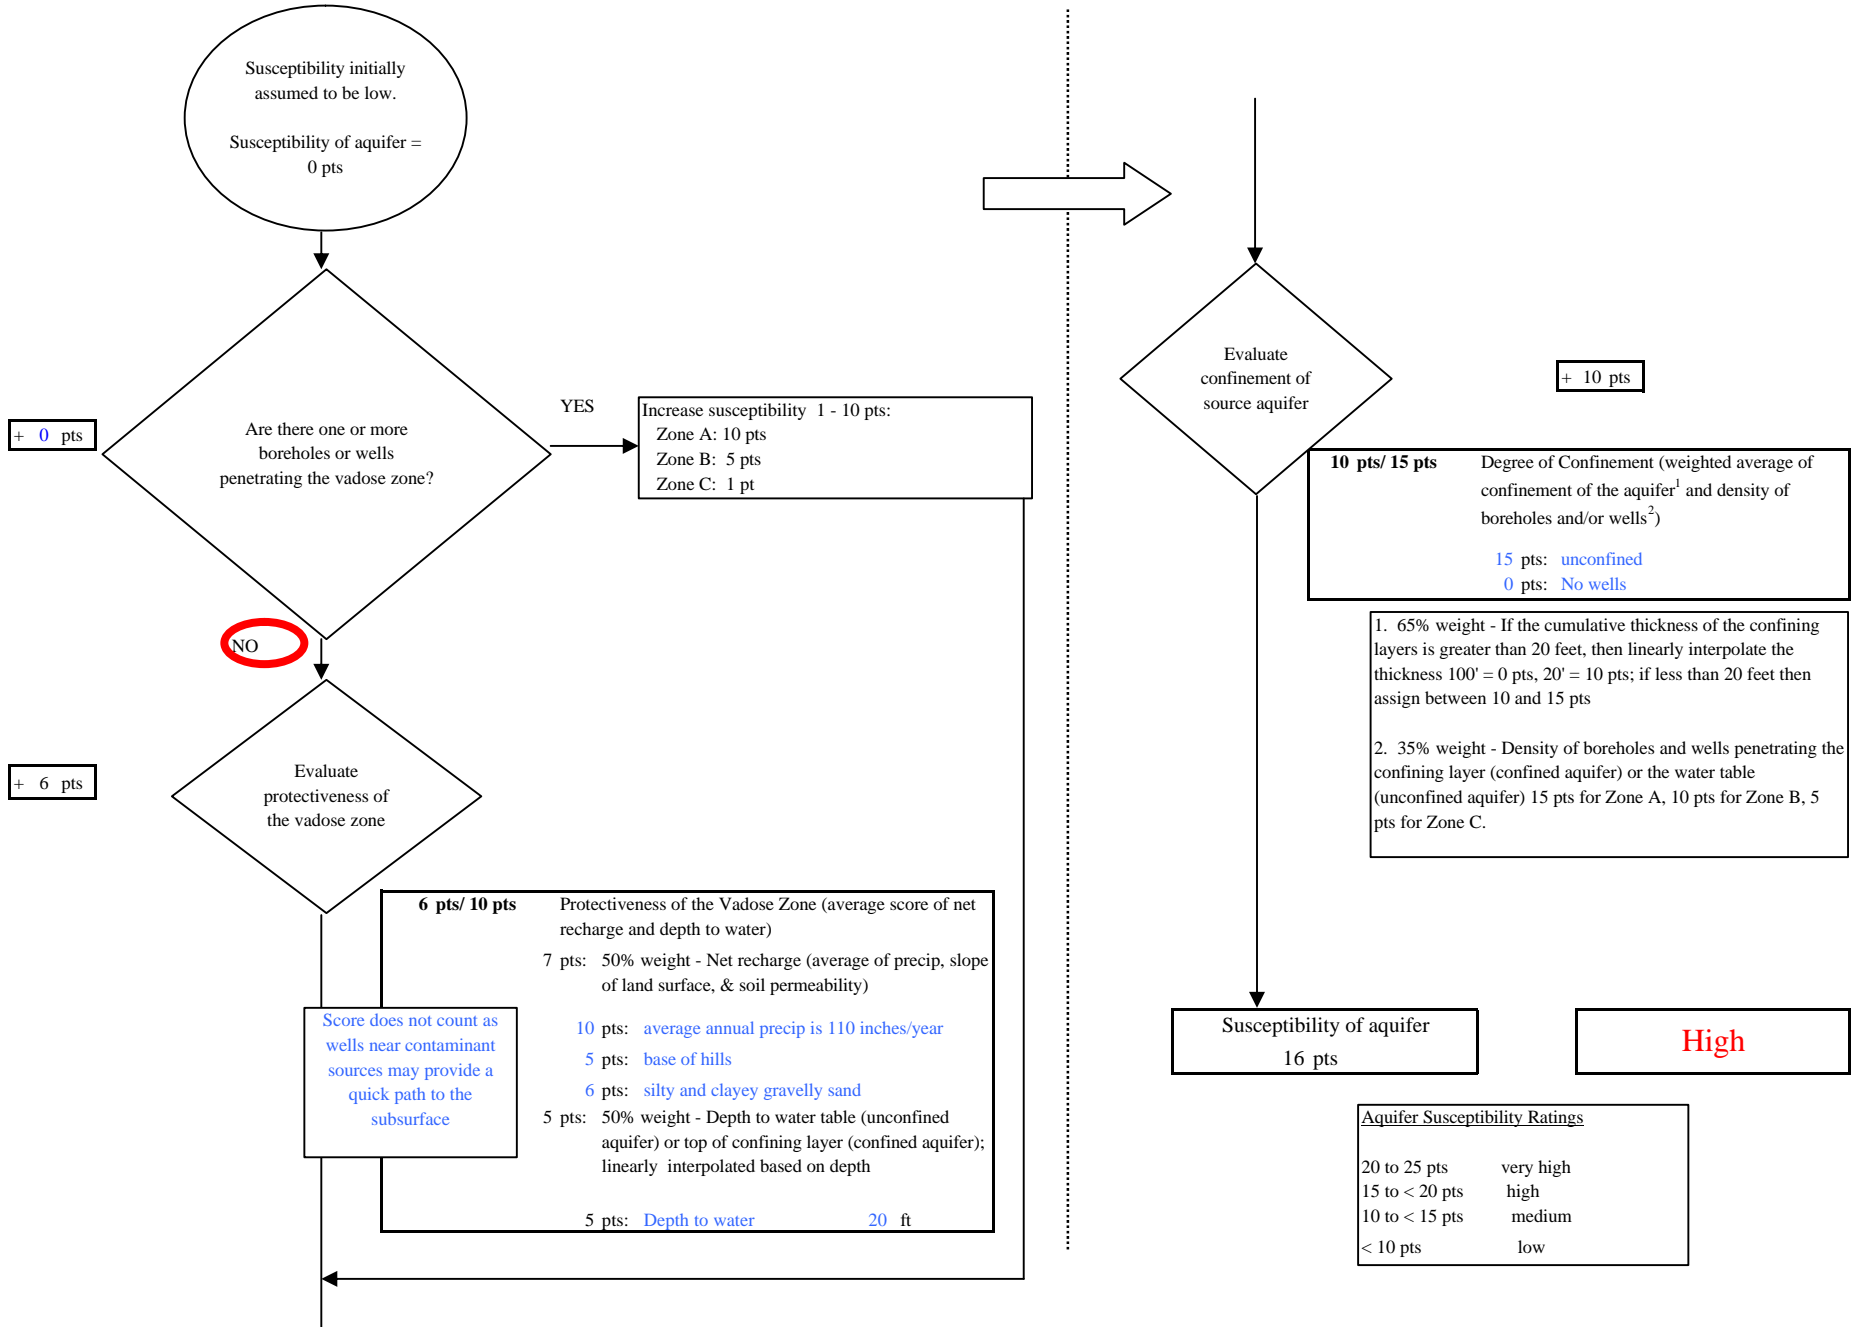 Susceptibility initially
assumed to be low.
Susceptibility of aquifer =
0 pts
+ 0 pts
Are there one or more
boreholes or wells
penetrating the vadose zone?
YES
Increase susceptibility 1 - 10 pts:
Zone A: 10 pts
Zone B: 5 pts
Zone C: 1 pt
NO
+ 6 pts
Evaluate
protectiveness of
the vadose zone
6 pts/ 10 pts Protectiveness of the Vadose Zone (average score of net
recharge and depth to water)
7 pts: 50% weight - Net recharge (average of precip, slope
of land surface, & soil permeability)
10 pts: average annual precip is 110 inches/year
5 pts: base of hills
6 pts: silty and clayey gravelly sand
5 pts: 50% weight - Depth to water table (unconfined
aquifer) or top of confining layer (confined aquifer);
linearly interpolated based on depth
5 pts: Depth to water 20 ft
Score does not count as
wells near contaminant
sources may provide a
quick path to the
subsurface
Evaluate
confinement of
source aquifer
+ 10 pts
10 pts/ 15 pts Degree of Confinement (weighted average of
confinement of the aquifer1 and density of
boreholes and/or wells2)
15 pts: unconfined
0 pts: No wells
1. 65% weight - If the cumulative thickness of the confining
layers is greater than 20 feet, then linearly interpolate the
thickness 100' = 0 pts, 20' = 10 pts; if less than 20 feet then
assign between 10 and 15 pts
2. 35% weight - Density of boreholes and wells penetrating the
confining layer (confined aquifer) or the water table
(unconfined aquifer) 15 pts for Zone A, 10 pts for Zone B, 5
pts for Zone C.
Susceptibility of aquifer
16 pts
High
Aquifer Susceptibility Ratings
20 to 25 pts very high
15 to < 20 pts high
10 to < 15 pts medium
< 10 pts low